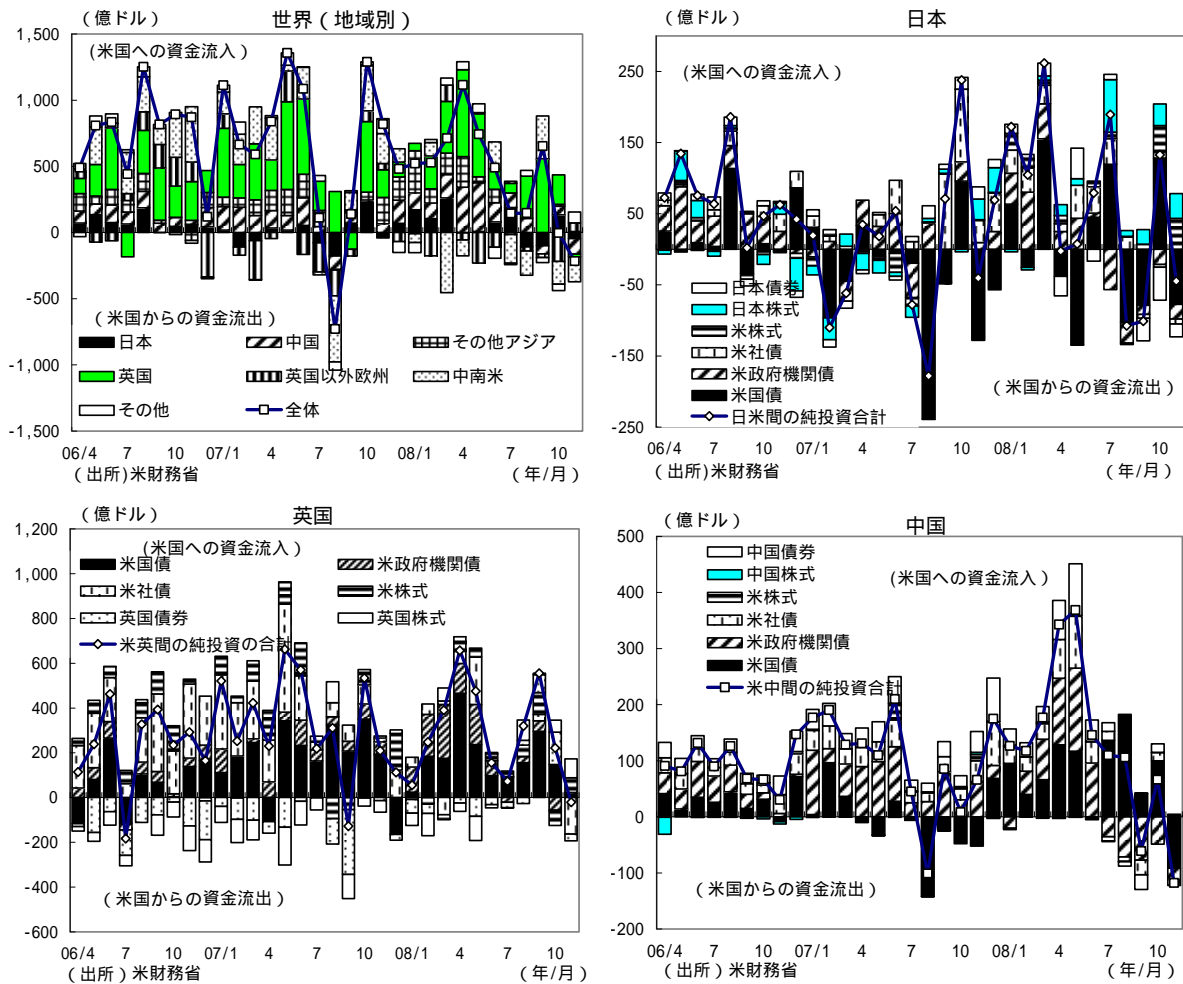 （億ドル）
世界（地域別）
1,500
1,000
500
0
-500
-1,000
-1,500
(米国への資金流入）
（米国からの資金流出）
日本
中国
その他アジア
英国
英国以外欧州
中南米
その他
全体
06/4 7 10 07/1 4 7 10 08/1 4 7 10
（出所）米財務省
（年/月）
（億ドル）
日本
250
150
50
-50
-150
-250
（米国への資金流入）
日本債券
日本株式
米株式
米社債
米政府機関債
米国債
日米間の純投資合計
（米国からの資金流出）
06/4 7 10 07/1 4 7 10 08/1 4 7 10
（出所）米財務省
（年/月）
（億ドル）
英国
1,200
1,000
800
600
400
200
0
-200
-400
-600
(米国への資金流入）
米国債
米政府機関債
米社債
米株式
英国債券
英国株式
米英間の純投資の合計
（米国からの資金流出）
06/4 7 10 07/1 4 7 10 08/1 4 7 10
（出所）米財務省
（年/月）
（億ドル）
中国
500
400
300
200
100
0
-100
-200
中国債券
中国株式
米株式
米社債
米政府機関債
米国債
米中間の純投資合計
（米国への資金流入）
（米国からの資金流出）
06/4 7 10 07/1 4 7 10 08/1 4 7 10
（出所）米財務省
（年/月）